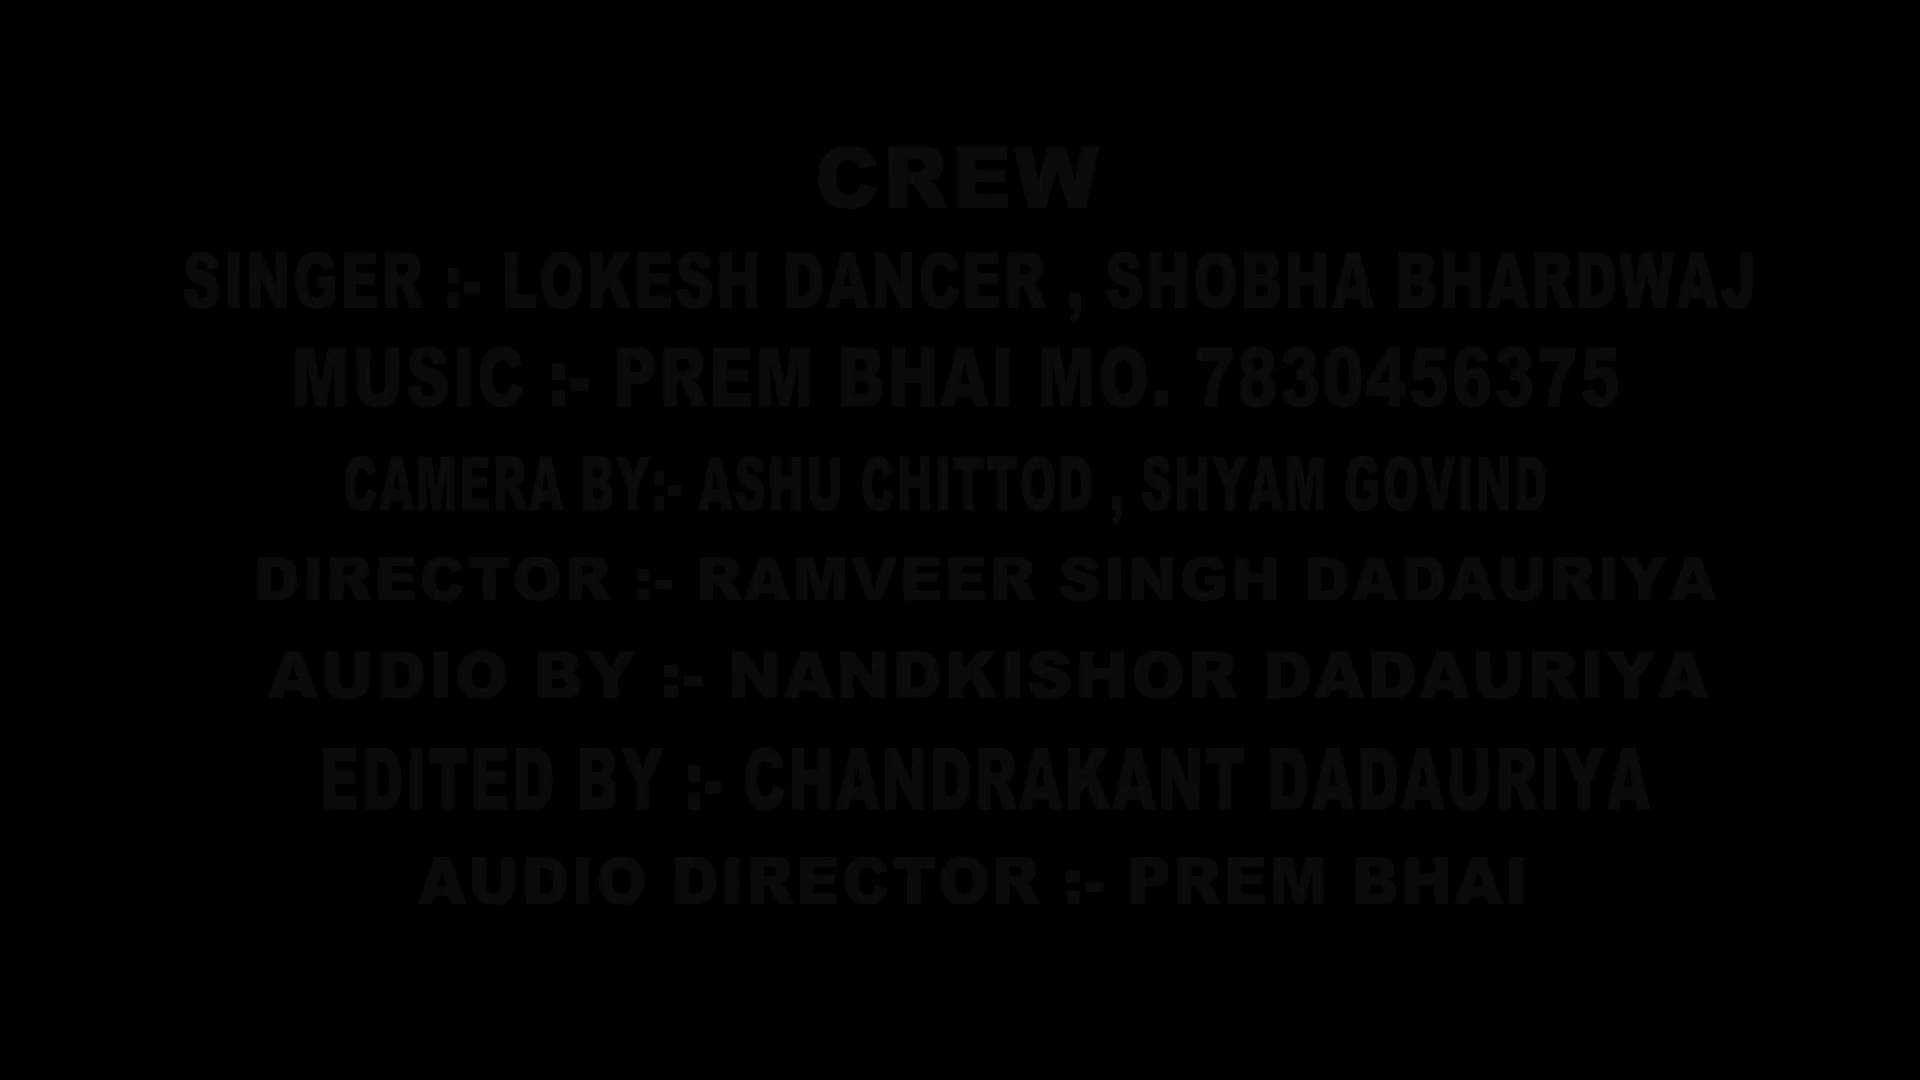 CREW
SINGER :- LOKESH DANCER , SHOBHA BHARDWAJ
MUSIC :- PREM BHAI MO. 7830456375
CAMERA BY:- ASHU CHITTOD , SHYAM GOVIND
DIRECTOR :- RAMVEER SINGH DADAURIYA
AUDIO BY :- NANDKISHOR DADAURIYA
EDITED BY :- CHANDRAKANT DADAURIYA
AUDIO DIRECTOR :- PREM BHAI